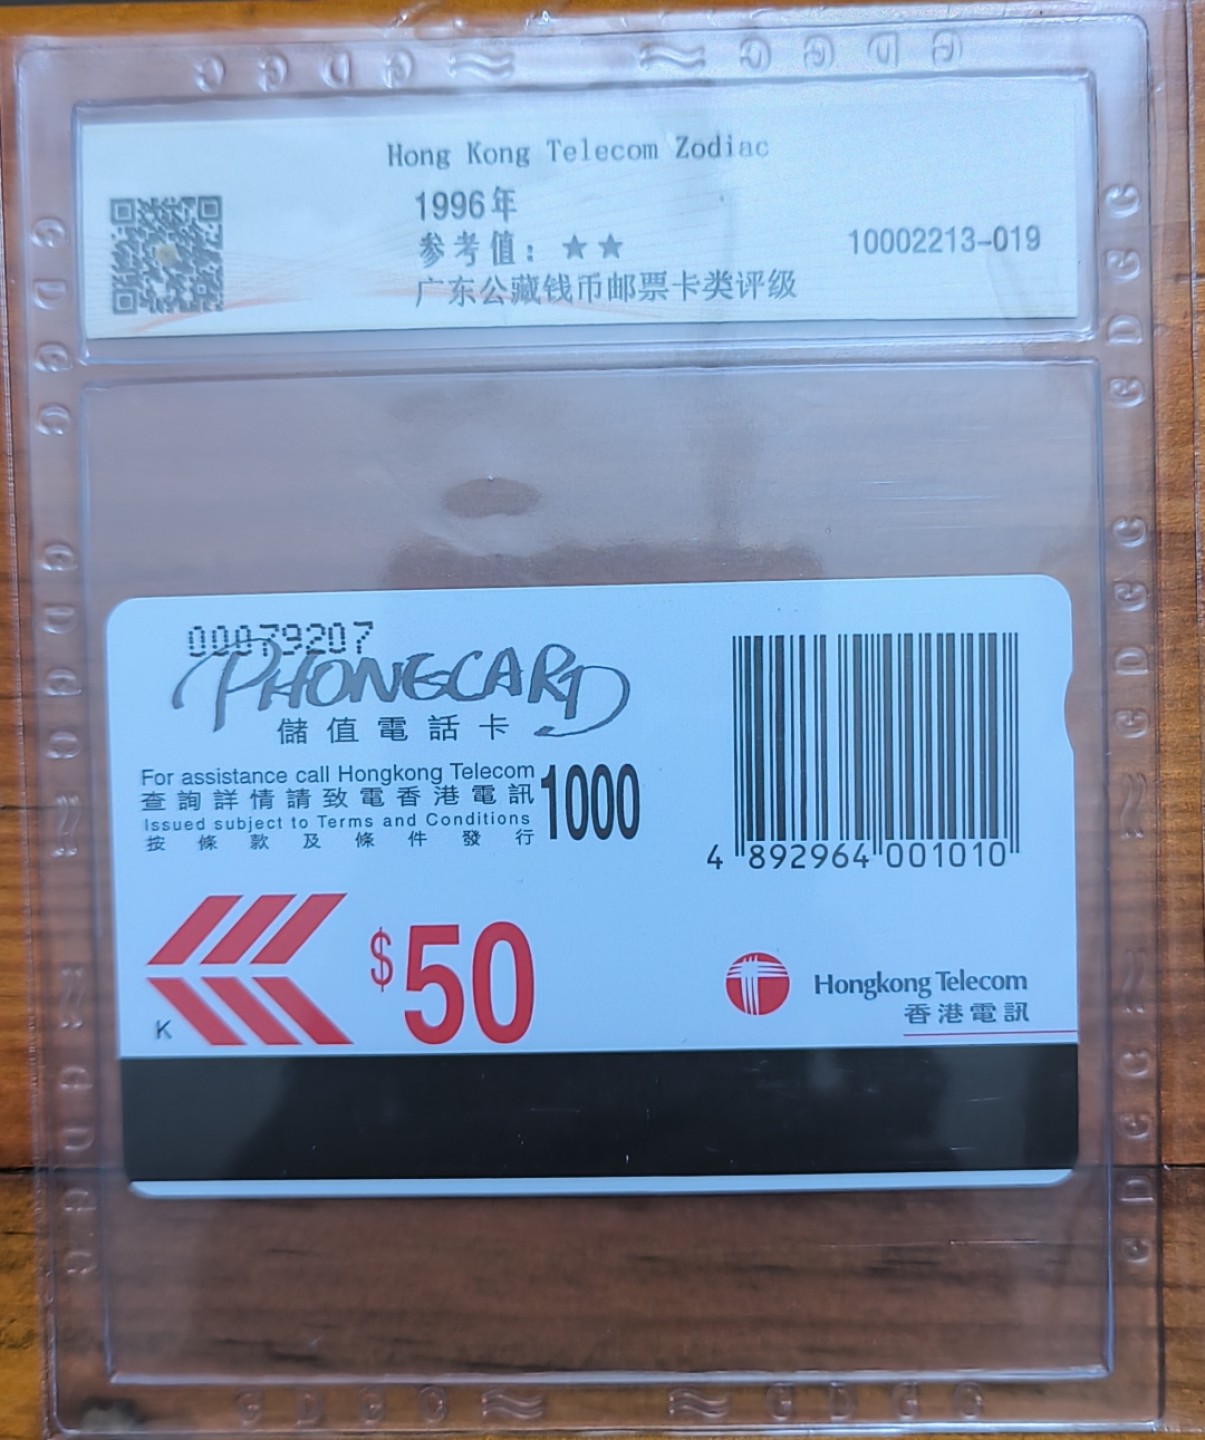 Hong Kong Telecom Zodiac
1996年
参考值：★★
10002213-019
广东公藏钱币邮票卡类评级
00079207
PHONECARD
儲值電話卡
For assistance call Hongkong Telecom
查詢詳情請致電香港電訊
1000
Issued subject to Terms and Conditions
按條款及條件發行
4 892964 001010
$50
K
Hongkong Telecom
香港電訊